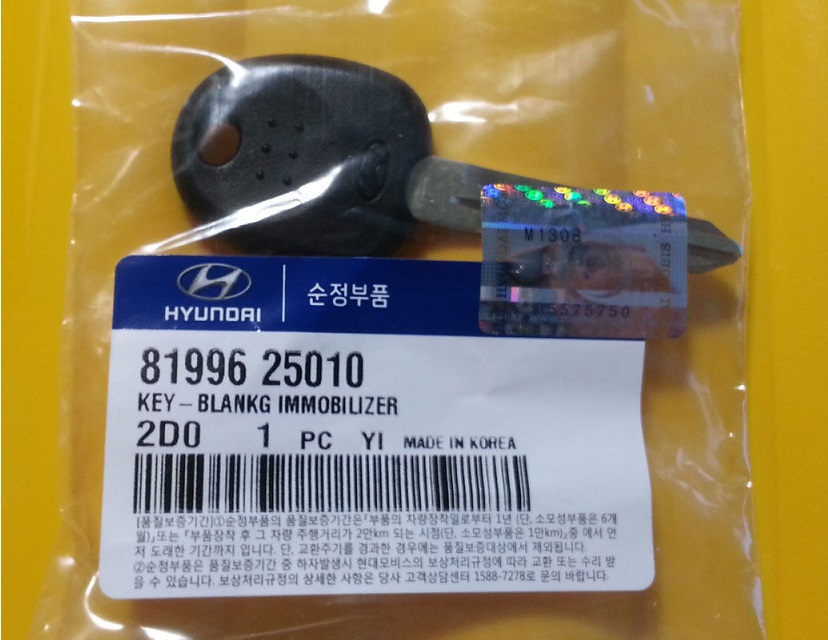 HYUNDAI 순정부품
M1308
5575750
81996 25010
KEY – BLANKG IMMOBILIZER
2D0 1 PC YI MADE IN KOREA
[품질보증기간]①순정부품의 품질보증기간은『부품의 차량장착일로부터 1년 (단, 소모성부품은 6개
월)』또는 『부품장착 후 그 차량 주행거리가 2만km 되는 시점(단, 소모성부품은 1만km)』중 에서 먼
저 도래한 기간까지 입니다. 단, 교환주기를 경과한 경우에는 품질보증대상에서 제외됩니다.
②순정부품은 품질보증기간 중 하자발생시 현대모비스의 보상처리규정에 따라 교환 또는 수리 받
을 수 있습니다. 보상처리규정의 상세한 사항은 당사 고객상담센터 1588-7278로 문의 바랍니다.